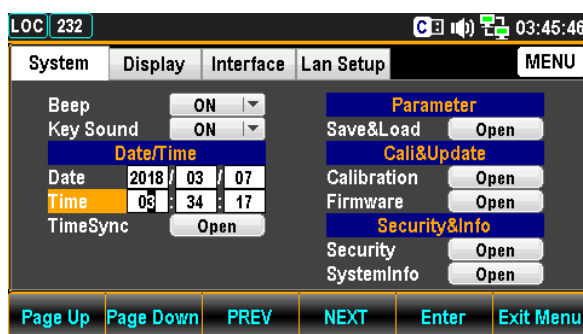 LOC 232 C 03:45:46
System Display Interface Lan Setup MENU
Beep ON
Key Sound ON
Date/Time
Date 2018 / 03 / 07
Time 03 : 34 : 17
TimeSync Open
Parameter
Save&Load Open
Cali&Update
Calibration Open
Firmware Open
Security&Info
Security Open
SystemInfo Open
Page Up Page Down PREV NEXT Enter Exit Menu